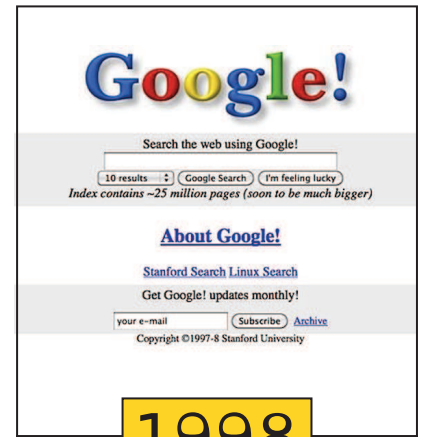 Google!
Search the web using Google!
10 results Google Search I'm feeling lucky
Index contains ~25 million pages (soon to be much bigger)
About Google!
Stanford Search Linux Search
Get Google! updates monthly!
your e-mail Subscribe Archive
Copyright ©1997-8 Stanford University
1998